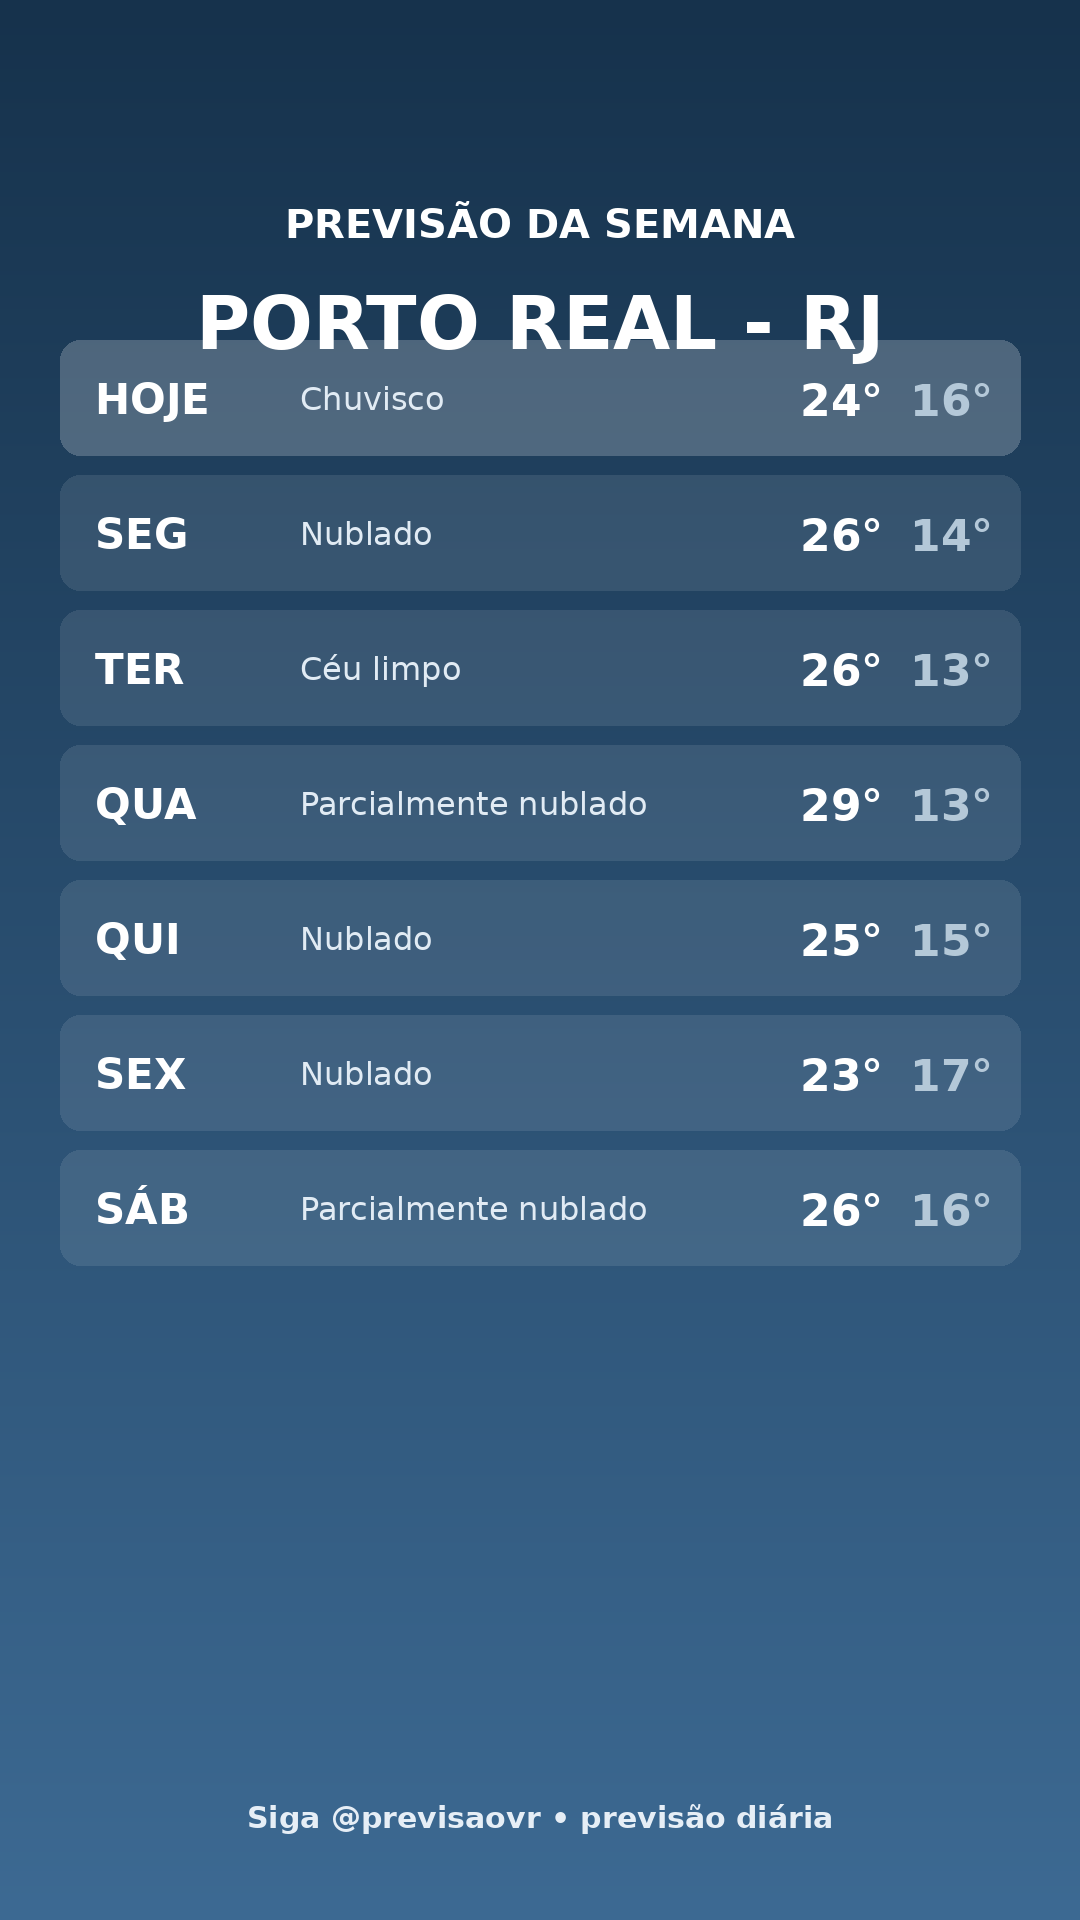 PREVISÃO DA SEMANA
PORTO REAL - RJ
HOJE Chuvisco 24° 16°
SEG Nublado 26° 14°
TER Céu limpo 26° 13°
QUA Parcialmente nublado 29° 13°
QUI Nublado 25° 15°
SEX Nublado 23° 17°
SÁB Parcialmente nublado 26° 16°
Siga @previsaovr • previsão diária